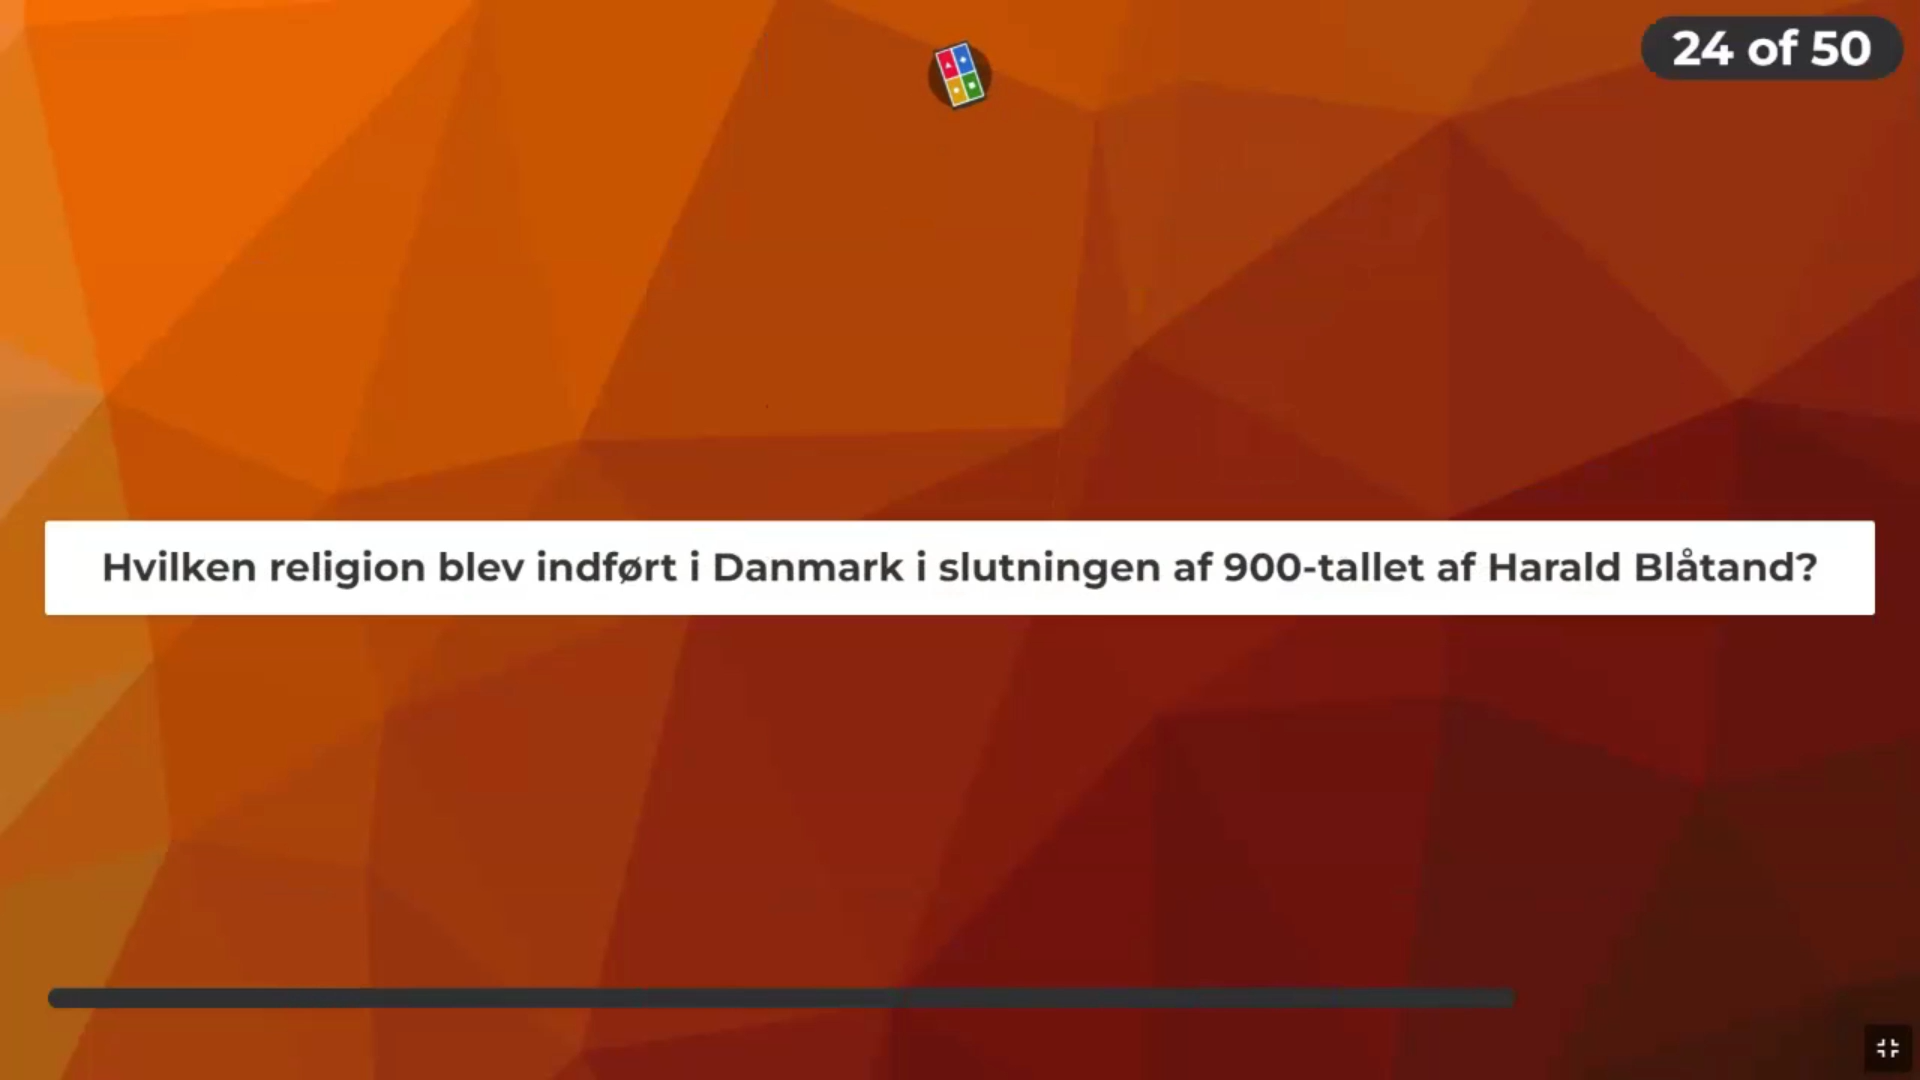 24 of 50
Hvilken religion blev indført i Danmark i slutningen af 900-tallet af Harald Blåtand?